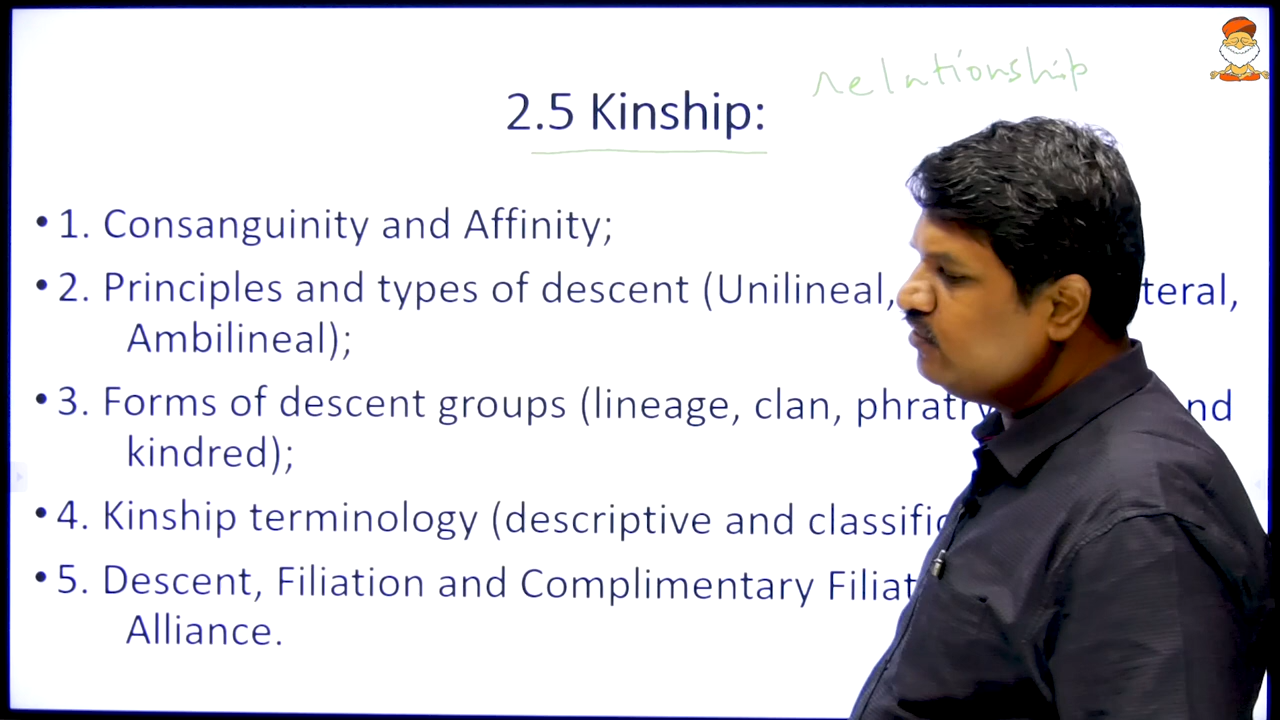 relationship
2.5 Kinship:
• 1. Consanguinity and Affinity;
• 2. Principles and types of descent (Unilineal, teral,
Ambilineal);
• 3. Forms of descent groups (lineage, clan, phratry nd
kindred);
• 4. Kinship terminology (descriptive and classific
• 5. Descent, Filiation and Complimentary Filiat
Alliance.